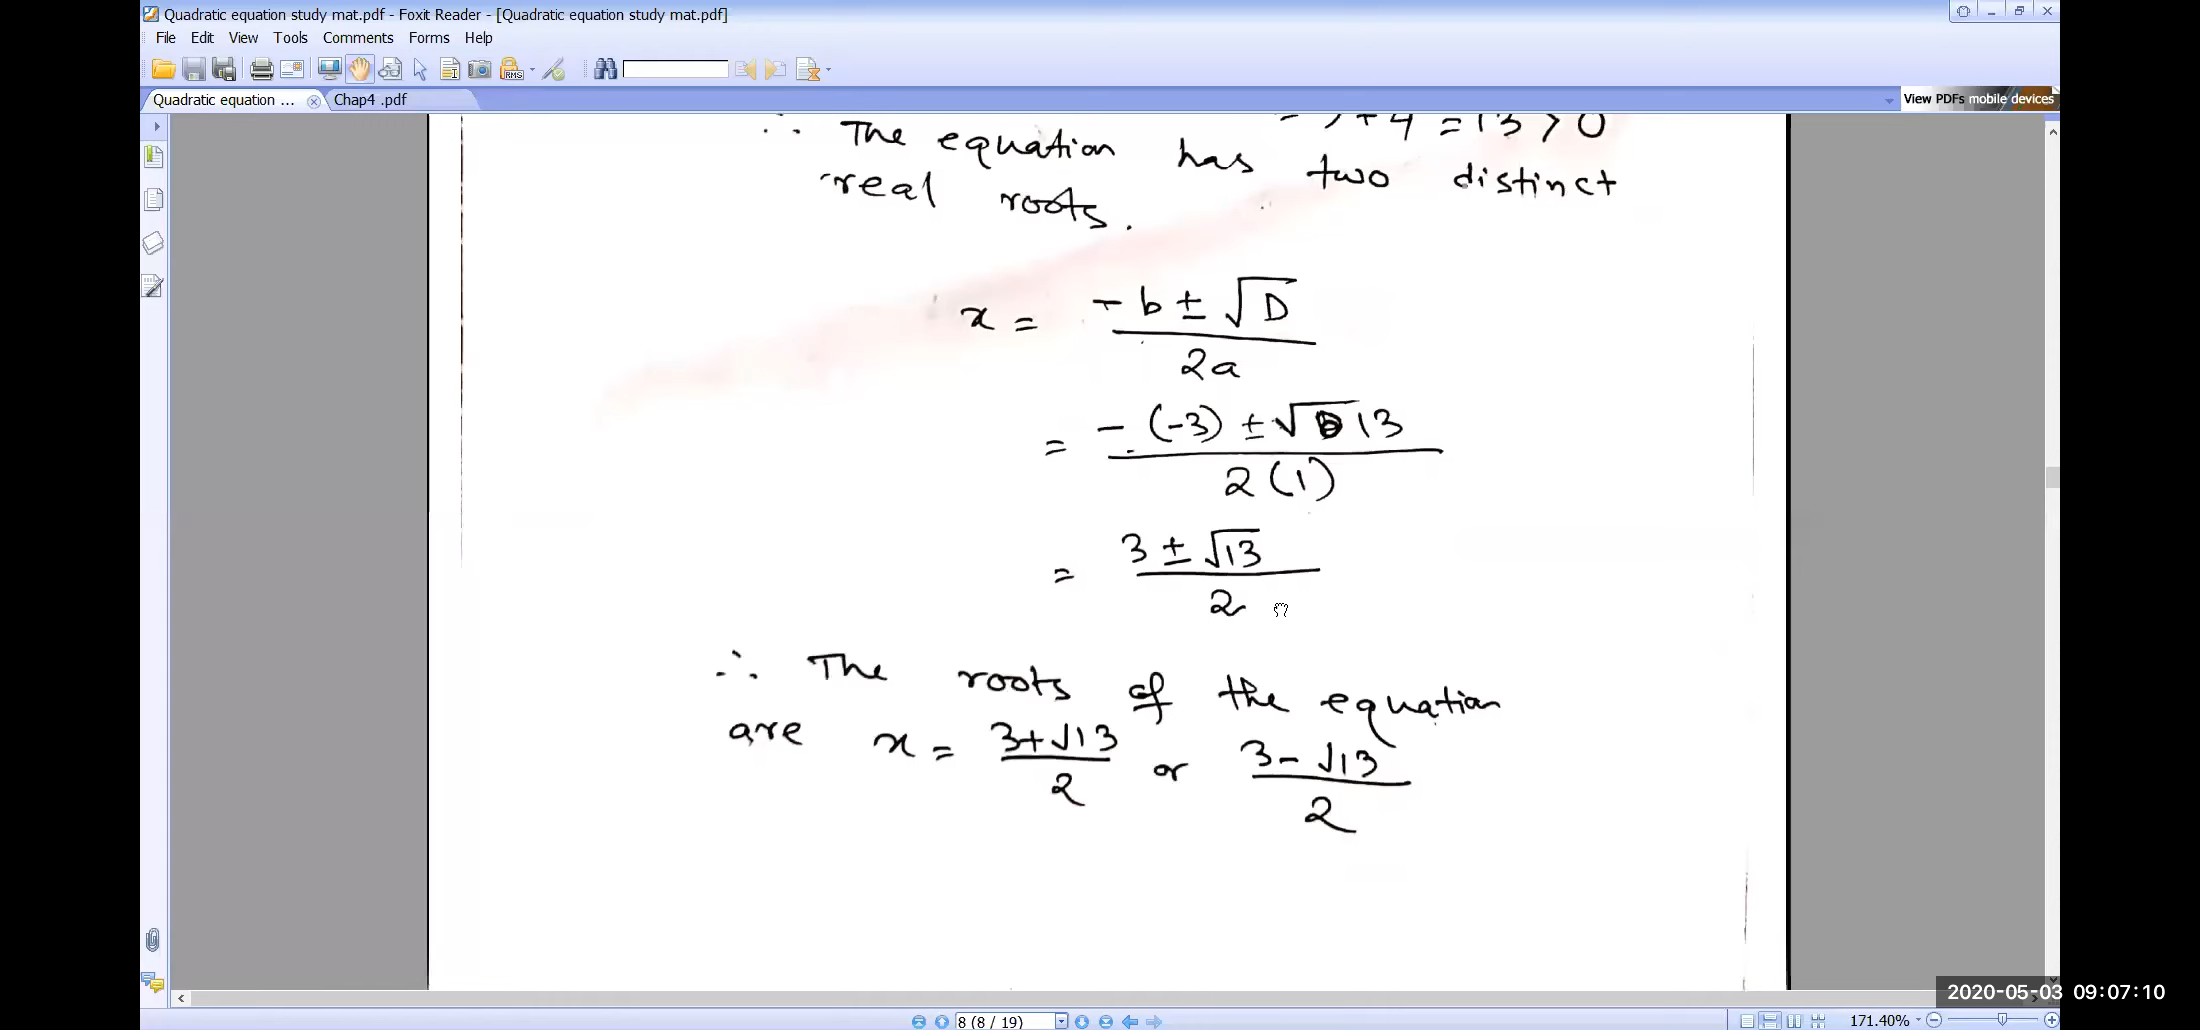 Quadratic equation study mat.pdf - Foxit Reader - [Quadratic equation study mat.pdf]
File Edit View Tools Comments Forms Help
Quadratic equation ... Chap4 .pdf
View PDFs mobile devices
+ 4 = 13 > 0
∴ The equation has two distinct
real roots.
x = -b ± √D
2a
= -(-3) ± √ 13
2(1)
= 3 ± √13
2
∴ The roots of the equation
are x = 3+√13 or 3-√13
2 2
2020-05-03 09:07:10
8 (8 / 19)
171.40%